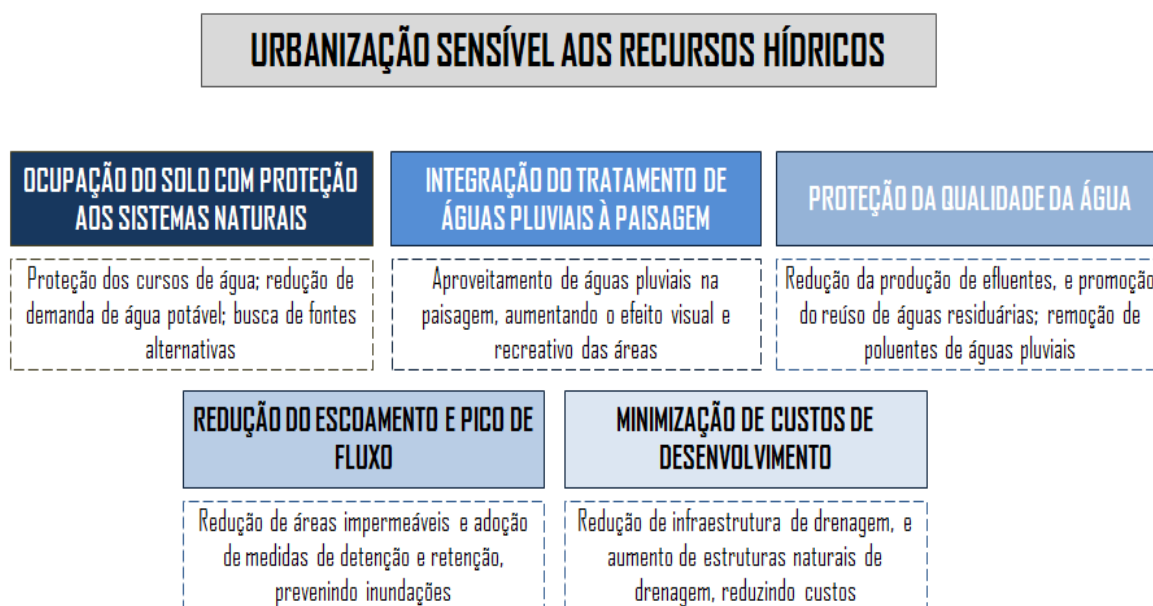 URBANIZAÇÃO SENSÍVEL AOS RECURSOS HÍDRICOS
OCUPAÇÃO DO SOLO COM PROTEÇÃO
AOS SISTEMAS NATURAIS
Proteção dos cursos de água; redução de
demanda de água potável; busca de fontes
alternativas
INTEGRAÇÃO DO TRATAMENTO DE
ÁGUAS PLUVIAIS À PAISAGEM
Aproveitamento de águas pluviais na
paisagem, aumentando o efeito visual e
recreativo das áreas
PROTEÇÃO DA QUALIDADE DA ÁGUA
Redução da produção de efluentes, e promoção
do reúso de águas residuárias; remoção de
poluentes de águas pluviais
REDUÇÃO DO ESCOAMENTO E PICO DE
FLUXO
Redução de áreas impermeáveis e adoção
de medidas de detenção e retenção,
prevenindo inundações
MINIMIZAÇÃO DE CUSTOS DE
DESENVOLVIMENTO
Redução de infraestrutura de drenagem, e
aumento de estruturas naturais de
drenagem, reduzindo custos